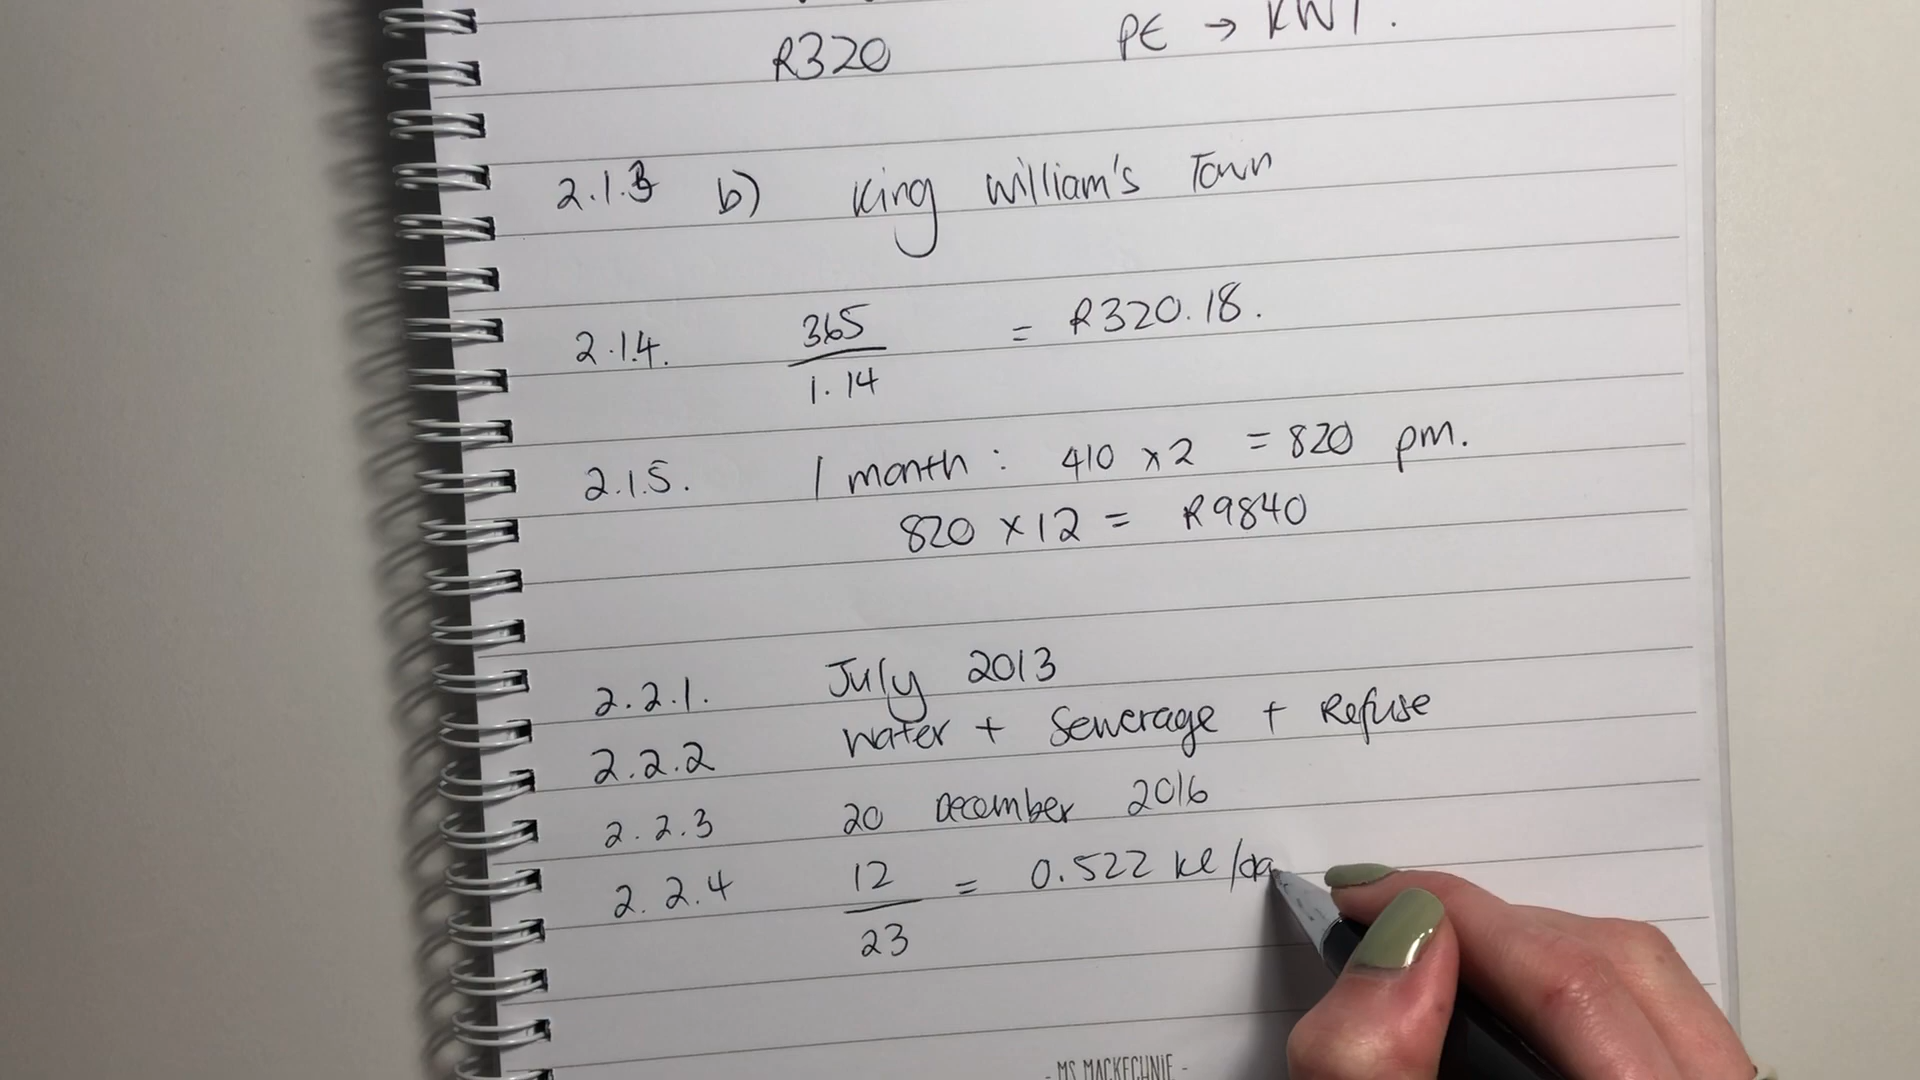 R320 PE → KWT.
2.1.3 b) King William's Town
2.1.4. 365 / 1.14 = R320.18.
2.1.5. 1 month : 410 x 2 = 820 pm.
820 x 12 = R9840
2.2.1. July 2013
2.2.2 Water + Sewerage + Refuse
2.2.3 20 December 2016
2.2.4 12 / 23 = 0.522 kl/da
- MS MACKECHNIE -